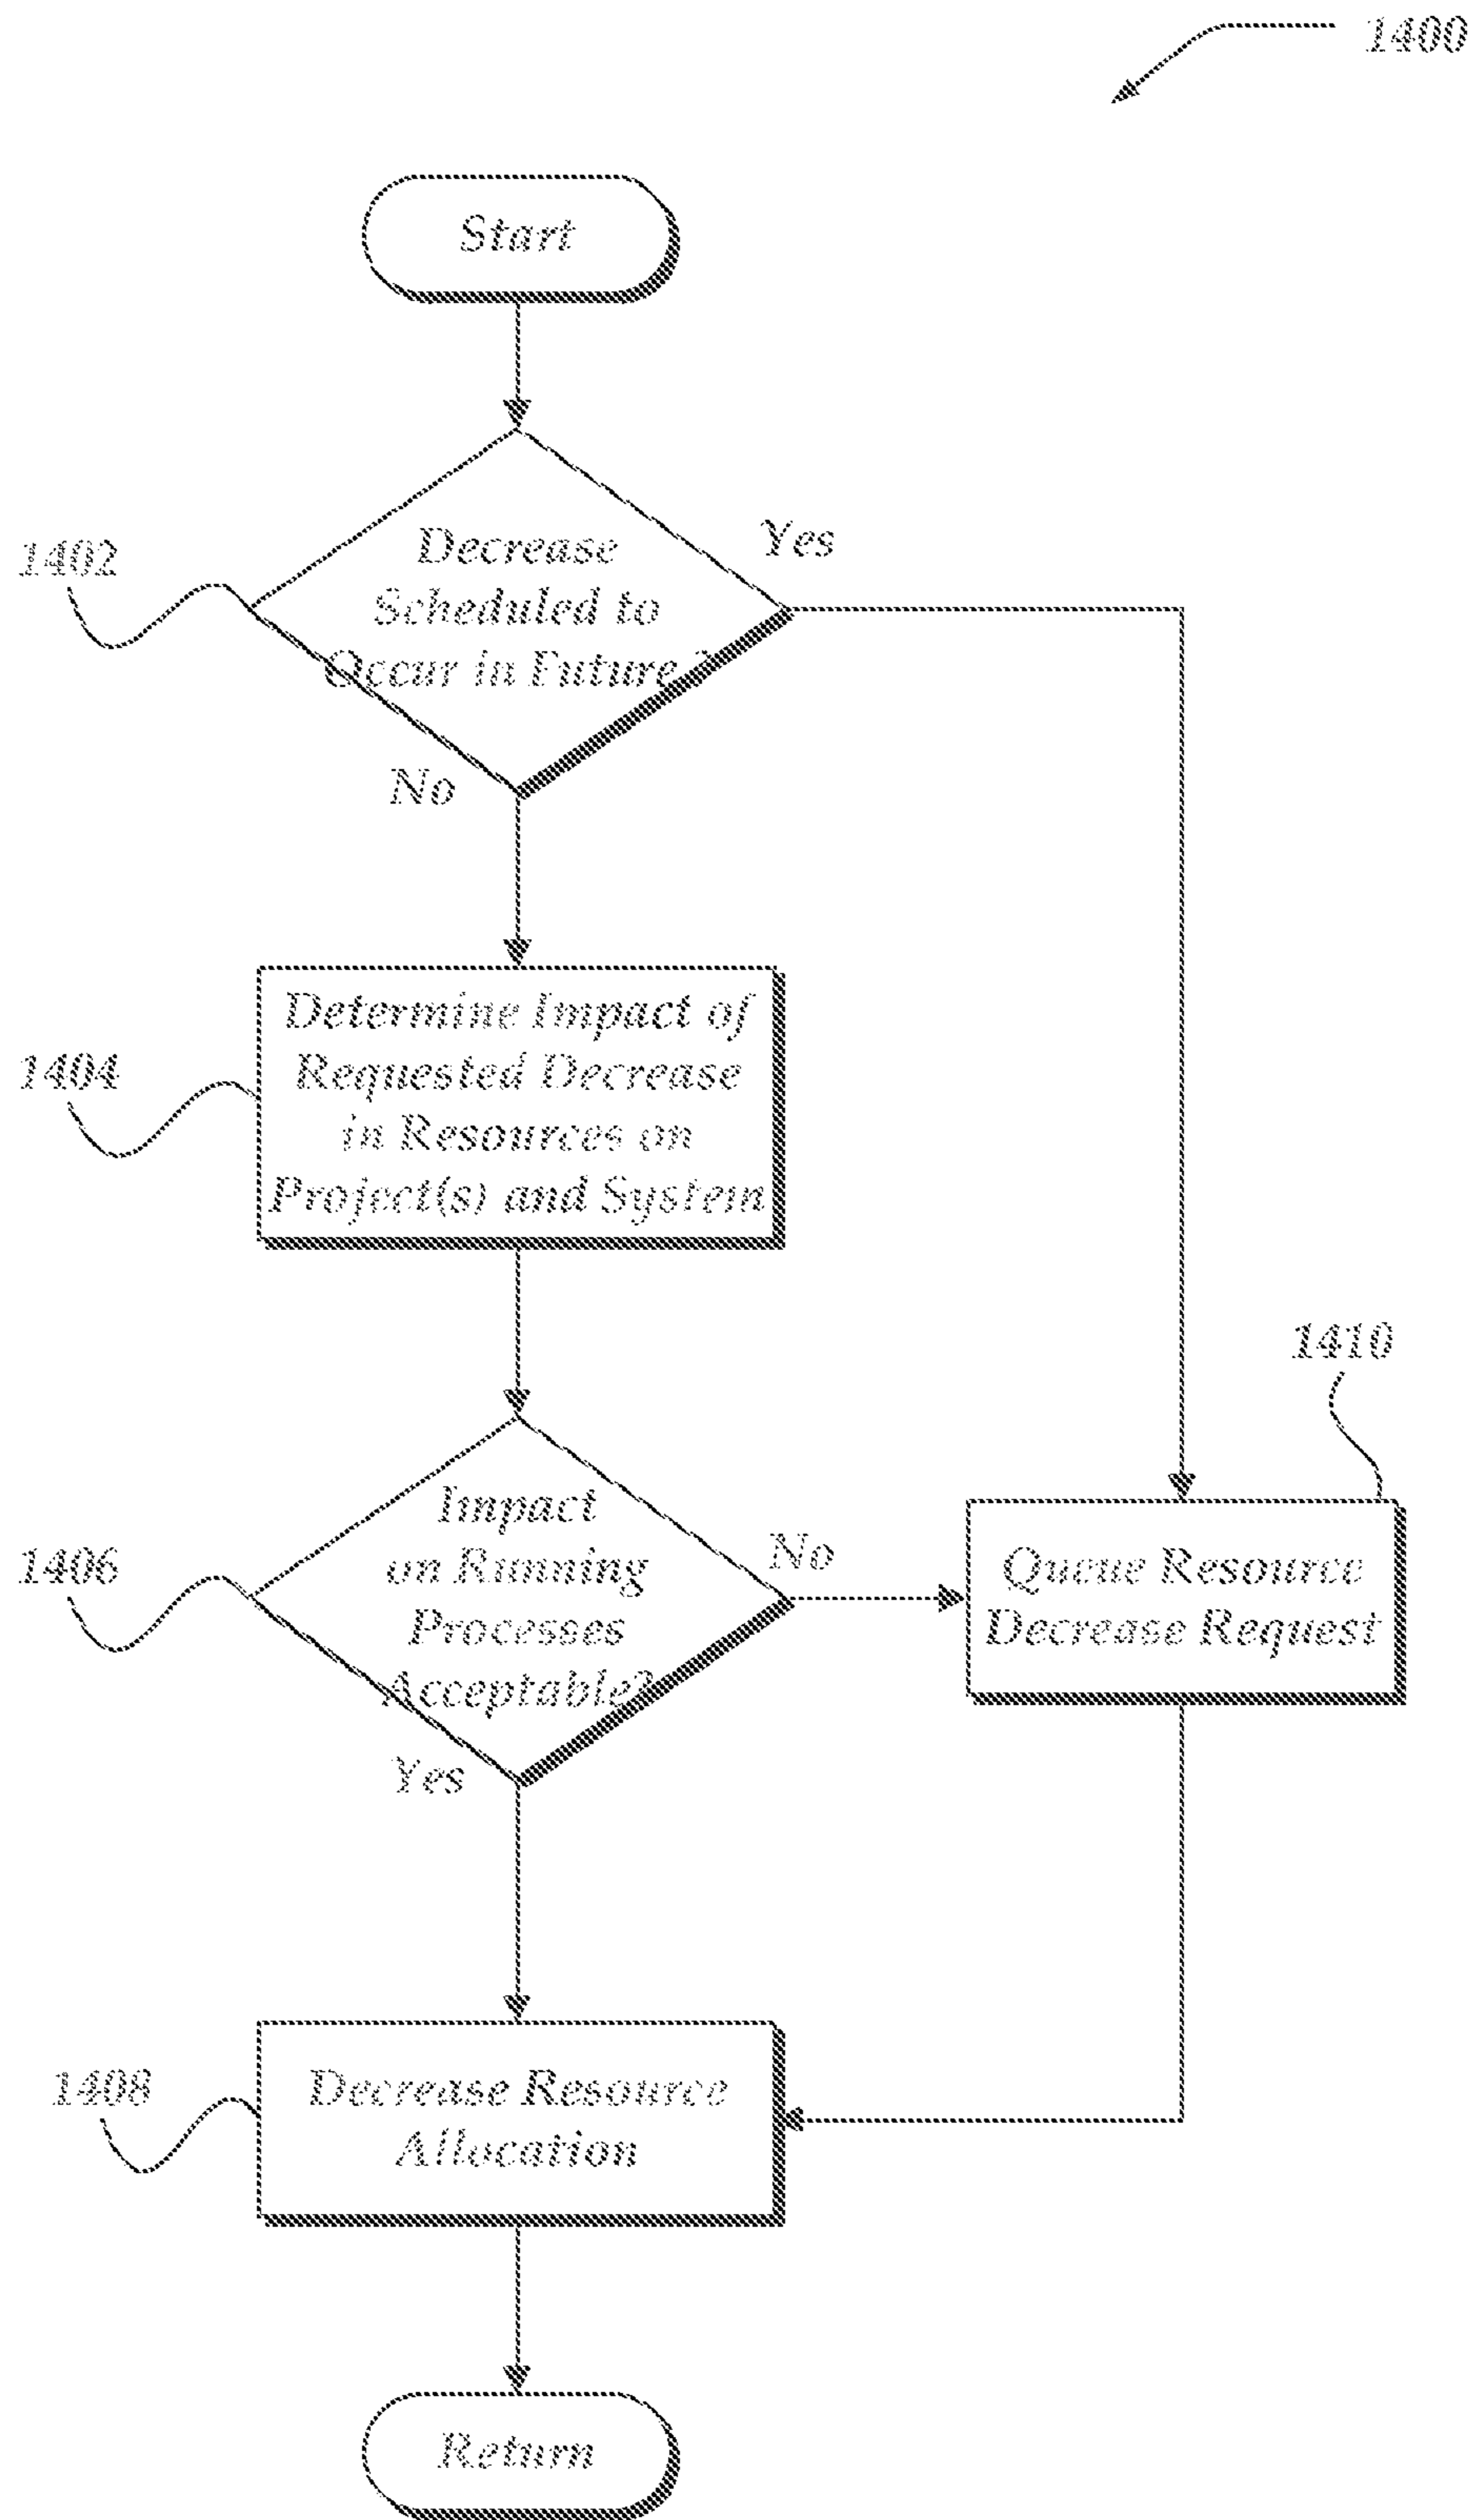 1400
Start
1402
Decrease
Scheduled to
Occur in Future ?
Yes
No
1404
Determine Impact of
Requested Decrease
in Resources on
Project(s) and System
1406
Impact
on Running
Processes
Acceptable?
No
Yes
1410
Queue Resource
Decrease Request
1408
Decrease Resource
Allocation
Return